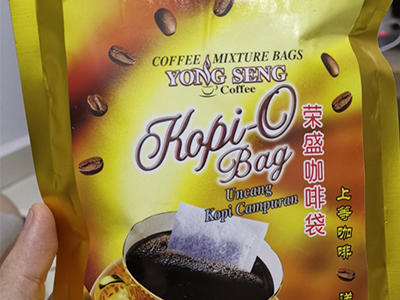 COFFEE MIXTURE BAGS
YONG SENG
Coffee
Kopi-O
Bag
Uncang
Kopi Campuran
荣盛咖啡袋
上等咖啡